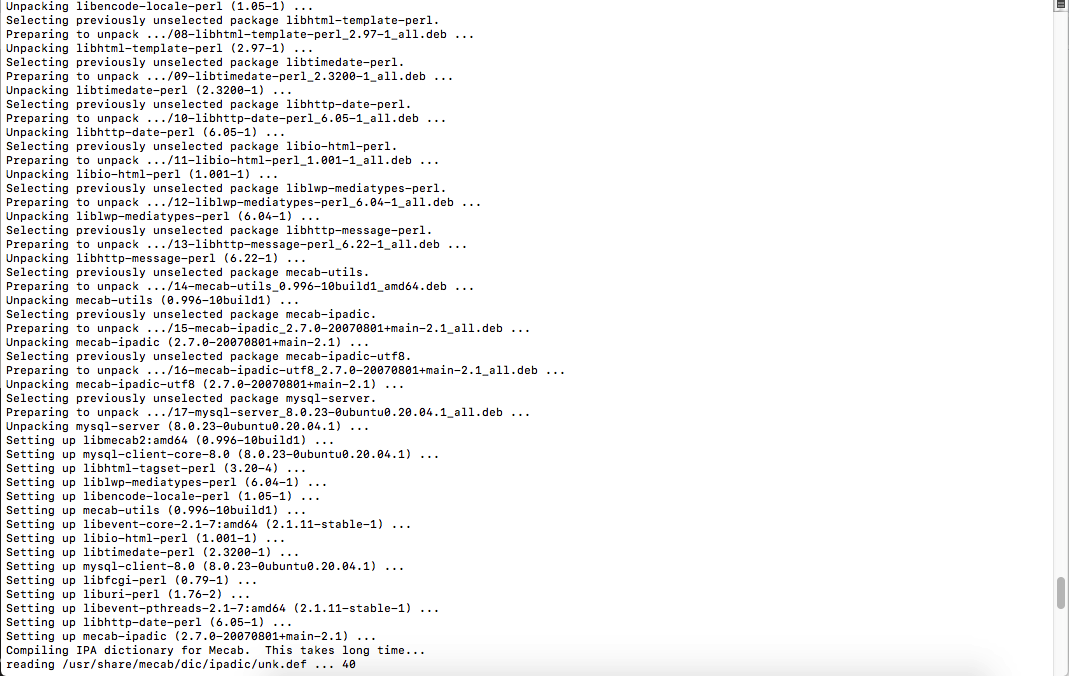 Unpacking libencode-locale-perl (1.05-1) ...
Selecting previously unselected package libhtml-template-perl.
Preparing to unpack .../08-libhtml-template-perl_2.97-1_all.deb ...
Unpacking libhtml-template-perl (2.97-1) ...
Selecting previously unselected package libtimedate-perl.
Preparing to unpack .../09-libtimedate-perl_2.3200-1_all.deb ...
Unpacking libtimedate-perl (2.3200-1) ...
Selecting previously unselected package libhttp-date-perl.
Preparing to unpack .../10-libhttp-date-perl_6.05-1_all.deb ...
Unpacking libhttp-date-perl (6.05-1) ...
Selecting previously unselected package libio-html-perl.
Preparing to unpack .../11-libio-html-perl_1.001-1_all.deb ...
Unpacking libio-html-perl (1.001-1) ...
Selecting previously unselected package liblwp-mediatypes-perl.
Preparing to unpack .../12-liblwp-mediatypes-perl_6.04-1_all.deb ...
Unpacking liblwp-mediatypes-perl (6.04-1) ...
Selecting previously unselected package libhttp-message-perl.
Preparing to unpack .../13-libhttp-message-perl_6.22-1_all.deb ...
Unpacking libhttp-message-perl (6.22-1) ...
Selecting previously unselected package mecab-utils.
Preparing to unpack .../14-mecab-utils_0.996-10build1_amd64.deb ...
Unpacking mecab-utils (0.996-10build1) ...
Selecting previously unselected package mecab-ipadic.
Preparing to unpack .../15-mecab-ipadic_2.7.0-20070801+main-2.1_all.deb ...
Unpacking mecab-ipadic (2.7.0-20070801+main-2.1) ...
Selecting previously unselected package mecab-ipadic-utf8.
Preparing to unpack .../16-mecab-ipadic-utf8_2.7.0-20070801+main-2.1_all.deb ...
Unpacking mecab-ipadic-utf8 (2.7.0-20070801+main-2.1) ...
Selecting previously unselected package mysql-server.
Preparing to unpack .../17-mysql-server_8.0.23-0ubuntu0.20.04.1_all.deb ...
Unpacking mysql-server (8.0.23-0ubuntu0.20.04.1) ...
Setting up libmecab2:amd64 (0.996-10build1) ...
Setting up mysql-client-core-8.0 (8.0.23-0ubuntu0.20.04.1) ...
Setting up libhtml-tagset-perl (3.20-4) ...
Setting up liblwp-mediatypes-perl (6.04-1) ...
Setting up libencode-locale-perl (1.05-1) ...
Setting up mecab-utils (0.996-10build1) ...
Setting up libevent-core-2.1-7:amd64 (2.1.11-stable-1) ...
Setting up libio-html-perl (1.001-1) ...
Setting up libtimedate-perl (2.3200-1) ...
Setting up mysql-client-8.0 (8.0.23-0ubuntu0.20.04.1) ...
Setting up libfcgi-perl (0.79-1) ...
Setting up liburi-perl (1.76-2) ...
Setting up libevent-pthreads-2.1-7:amd64 (2.1.11-stable-1) ...
Setting up libhttp-date-perl (6.05-1) ...
Setting up mecab-ipadic (2.7.0-20070801+main-2.1) ...
Compiling IPA dictionary for Mecab.  This takes long time...
reading /usr/share/mecab/dic/ipadic/unk.def ... 40